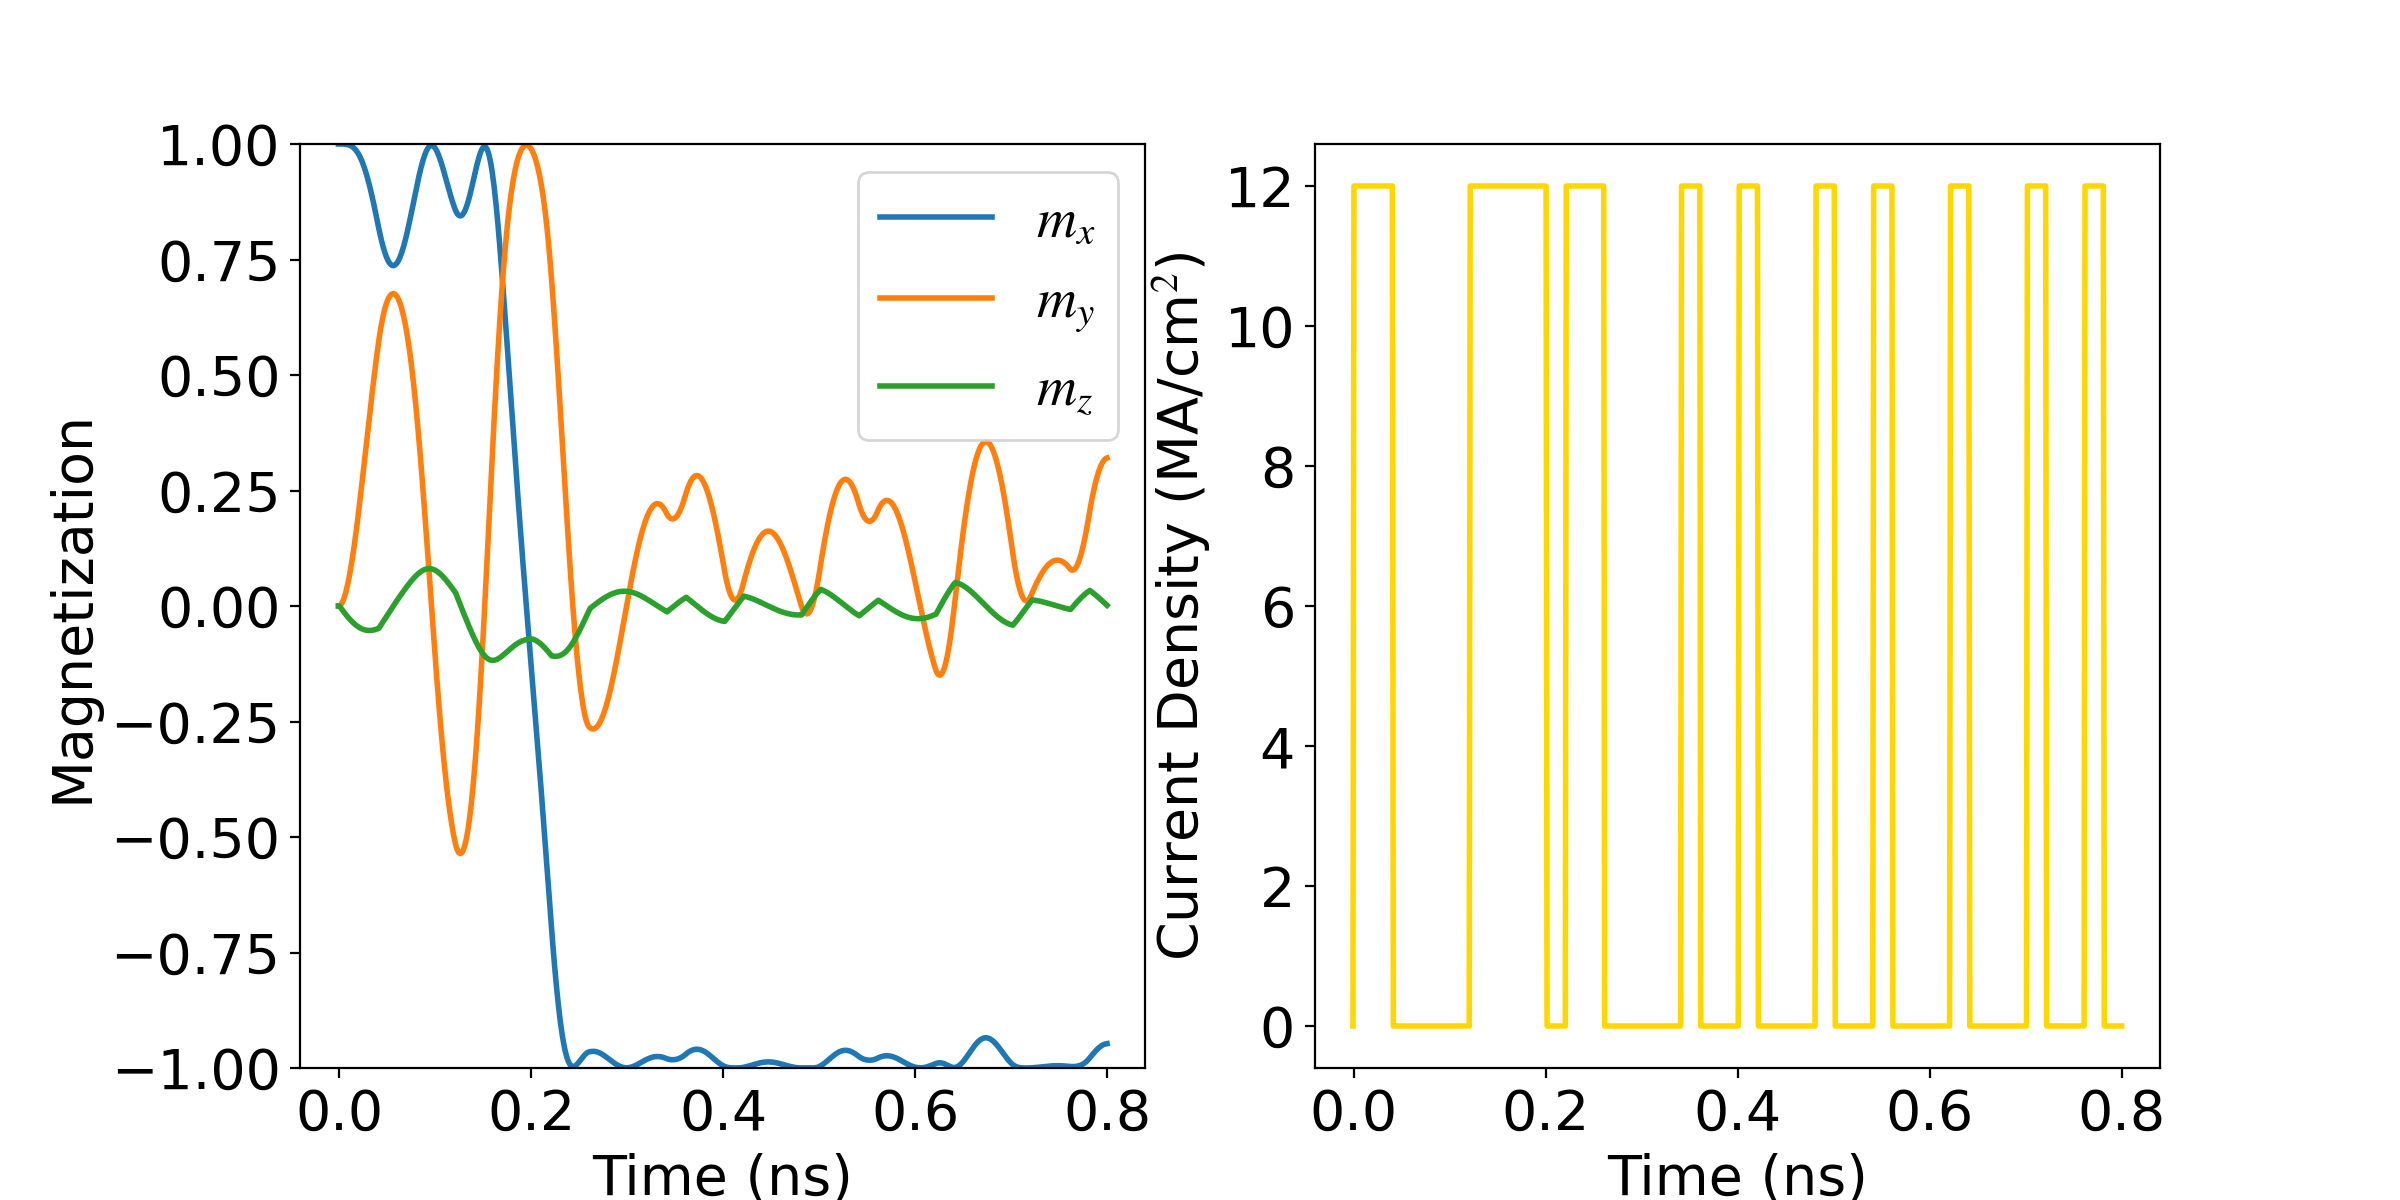 Magnetization
1.00
0.75
0.50
0.25
0.00
−0.25
−0.50
−0.75
−1.00
0.0 0.2 0.4 0.6 0.8
Time (ns)
m_x
m_y
m_z
Current Density (MA/cm²)
12
10
8
6
4
2
0
0.0 0.2 0.4 0.6 0.8
Time (ns)